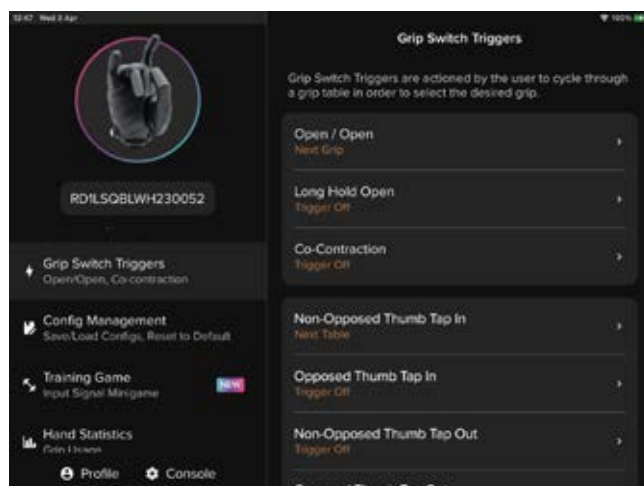 12:47 Wed 3 Apr
100%
RD1LSQBLWH230052
Grip Switch Triggers
Open/Open, Co-contraction
Config Management
Save/Load Configs, Reset to Default
Training Game
NEW
Input Signal Minigame
Hand Statistics
Grip Usage
Profile
Console
Grip Switch Triggers
Grip Switch Triggers are actioned by the user to cycle through
a grip table in order to select the desired grip.
Open / Open
Next Grip
Long Hold Open
Trigger Off
Co-Contraction
Trigger Off
Non-Opposed Thumb Tap In
Next Table
Opposed Thumb Tap In
Trigger Off
Non-Opposed Thumb Tap Out
Trigger Off